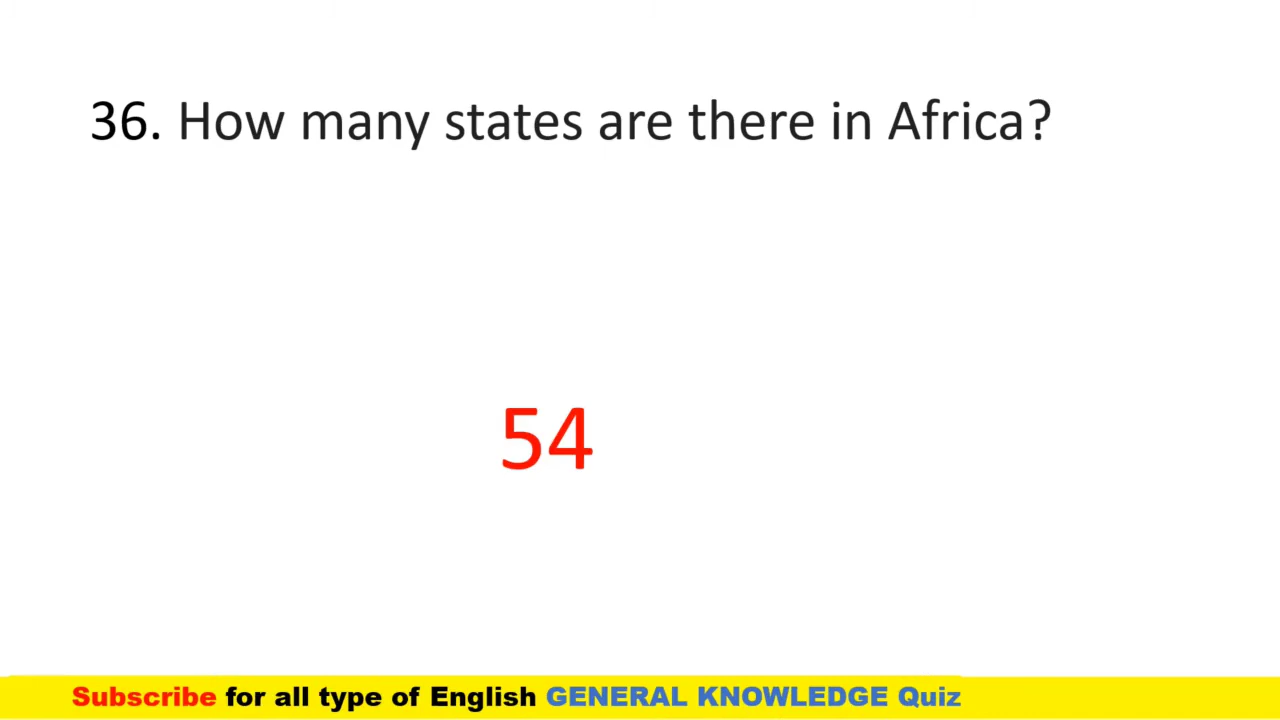 36. How many states are there in Africa?
54
Subscribe for all type of English GENERAL KNOWLEDGE Quiz